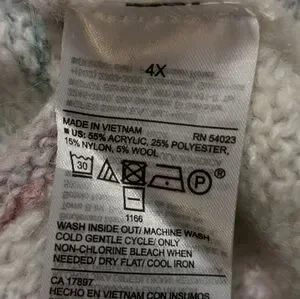 4X
MADE IN VIETNAM RN 54023
■ US: 55% ACRYLIC, 25% POLYESTER,
15% NYLON, 5% WOOL
30 P®
1166
WASH INSIDE OUT/ MACHINE WASH
COLD GENTLE CYCLE/ ONLY
NON-CHLORINE BLEACH WHEN
NEEDED/ DRY FLAT/ COOL IRON
CA 17897
HECHO EN VIETNAM CON INSUMOS